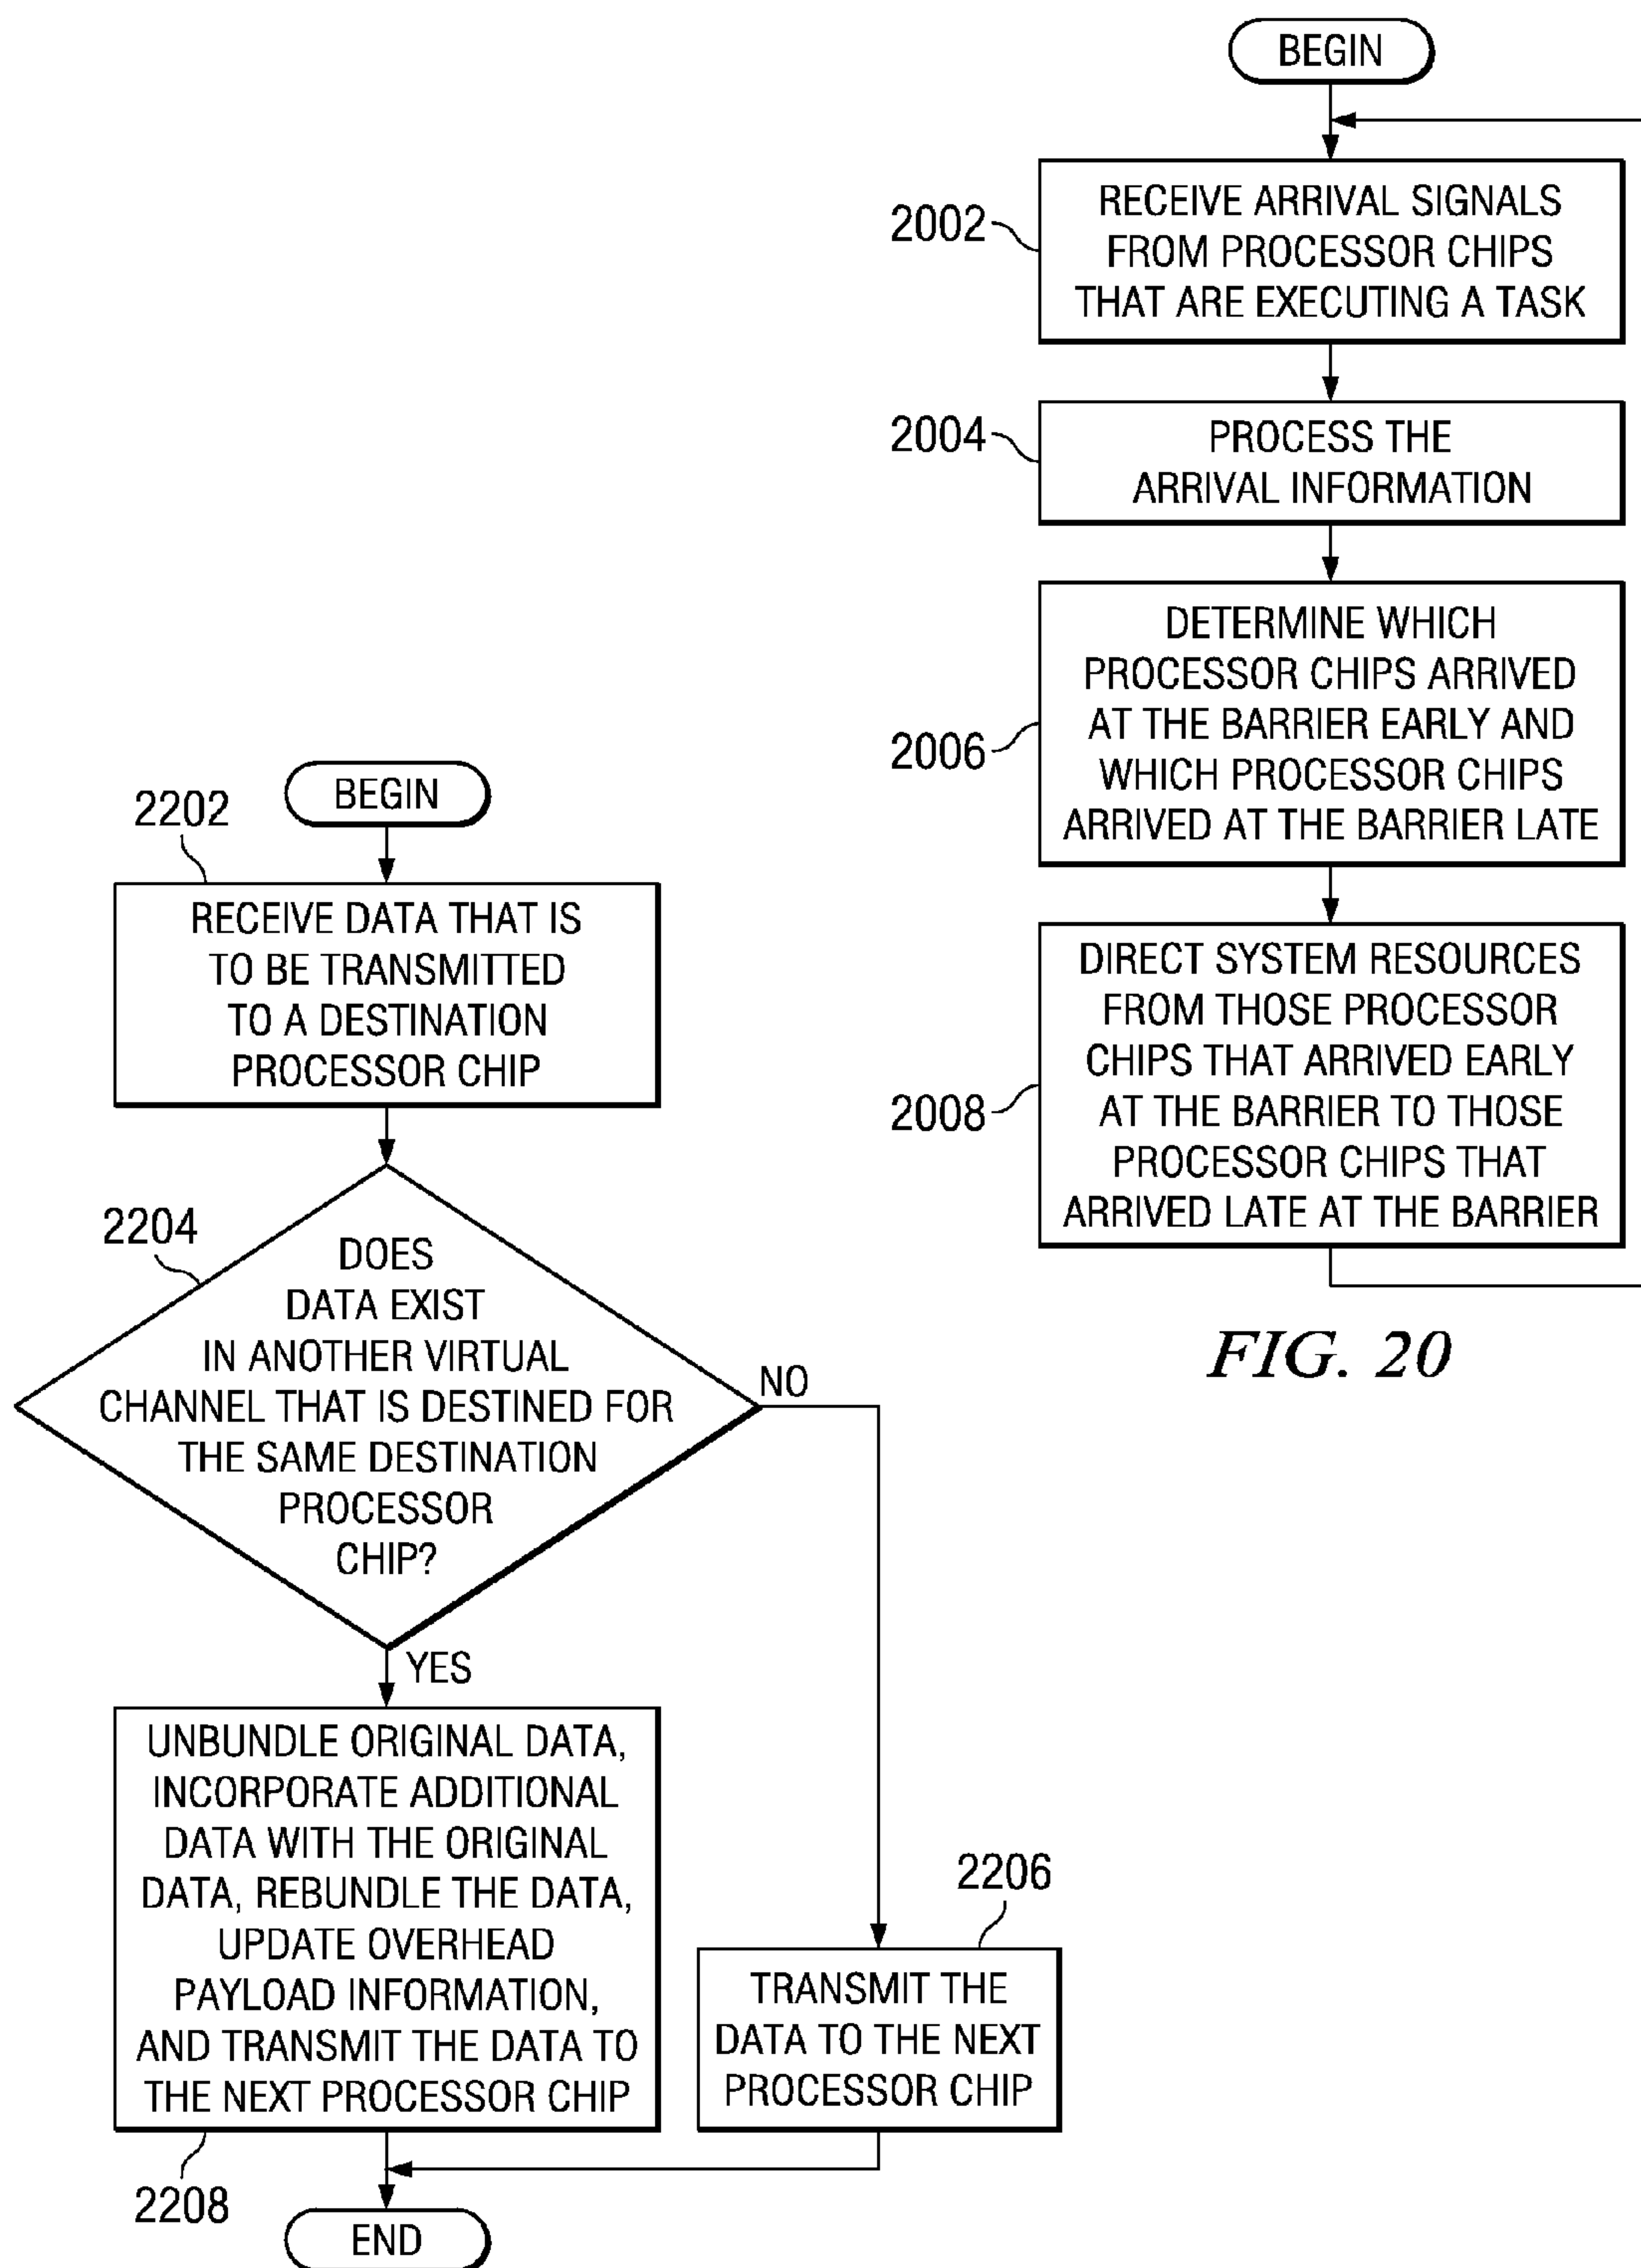 BEGIN
2002
RECEIVE ARRIVAL SIGNALS
FROM PROCESSOR CHIPS
THAT ARE EXECUTING A TASK
2004
PROCESS THE
ARRIVAL INFORMATION
2006
DETERMINE WHICH
PROCESSOR CHIPS ARRIVED
AT THE BARRIER EARLY AND
WHICH PROCESSOR CHIPS
ARRIVED AT THE BARRIER LATE
2008
DIRECT SYSTEM RESOURCES
FROM THOSE PROCESSOR
CHIPS THAT ARRIVED EARLY
AT THE BARRIER TO THOSE
PROCESSOR CHIPS THAT
ARRIVED LATE AT THE BARRIER
FIG. 20
BEGIN
2202
RECEIVE DATA THAT IS
TO BE TRANSMITTED
TO A DESTINATION
PROCESSOR CHIP
2204
DOES
DATA EXIST
IN ANOTHER VIRTUAL
CHANNEL THAT IS DESTINED FOR
THE SAME DESTINATION
PROCESSOR
CHIP?
NO
YES
UNBUNDLE ORIGINAL DATA,
INCORPORATE ADDITIONAL
DATA WITH THE ORIGINAL
DATA, REBUNDLE THE DATA,
UPDATE OVERHEAD
PAYLOAD INFORMATION,
AND TRANSMIT THE DATA TO
THE NEXT PROCESSOR CHIP
2208
2206
TRANSMIT THE
DATA TO THE NEXT
PROCESSOR CHIP
END